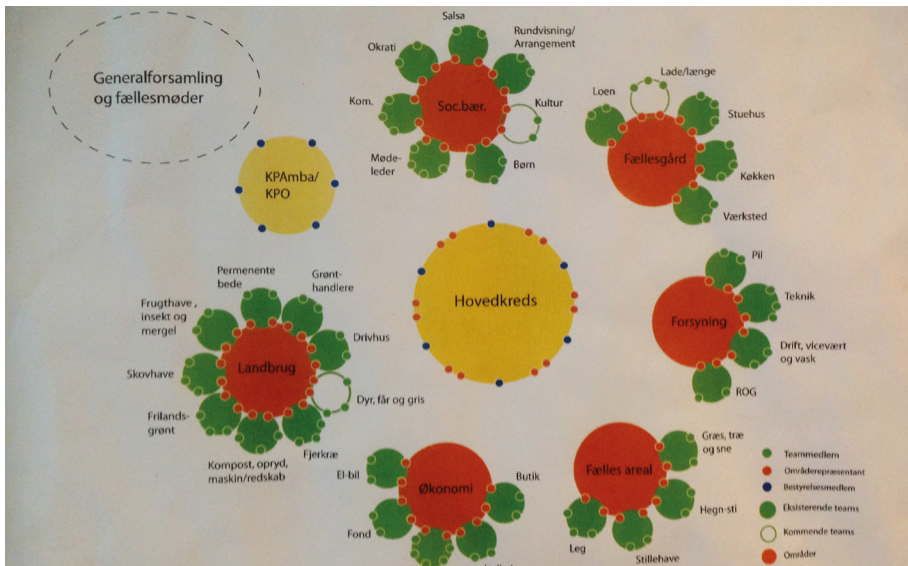 Generalforsamling
og fællesmøder
KPAmba/
KPO
Salsa
Okrati
Rundvisning/
Arrangement
Kom.
Soc.bær.
Kultur
Møde-
leder
Børn
Loen
Lade/længe
Stuehus
Fællesgård
Køkken
Værksted
Hovedkreds
Pil
Teknik
Forsyning
Drift, vicevært
og vask
ROG
Permenente
bede
Grønt-
handlere
Frugthave ,
insekt og
mergel
Drivhus
Skovhave
Landbrug
Dyr, får og gris
Frilands-
grønt
Fjerkræ
Kompost, opryd,
maskin/redskab
El-bil
Økonomi
Butik
Fond
Fælles areal
Græs, træ
og sne
Hegn-sti
Leg
Stillehave
Teammedlem
Områderepræsentant
Bestyrelsesmedlem
Eksisterende teams
Kommende teams
Områder